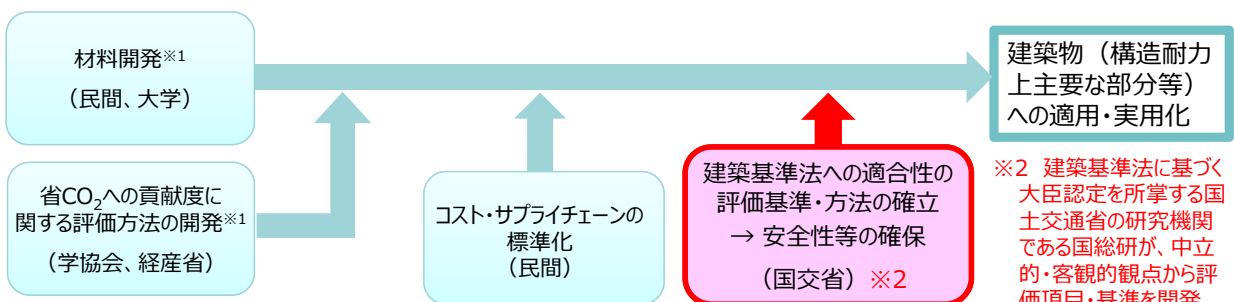 材料開発※1
（民間、大学）
省CO2への貢献度に
関する評価方法の開発※1
（学協会、経産省）
コスト・サプライチェーンの
標準化
（民間）
建築基準法への適合性の
評価基準・方法の確立
→ 安全性等の確保
（国交省）※2
建築物（構造耐力
上主要な部分等）
への適用・実用化
※2 建築基準法に基づく
大臣認定を所掌する国
土交通省の研究機関
である国総研が、中立
的・客観的観点から評
価項目・基準を開発